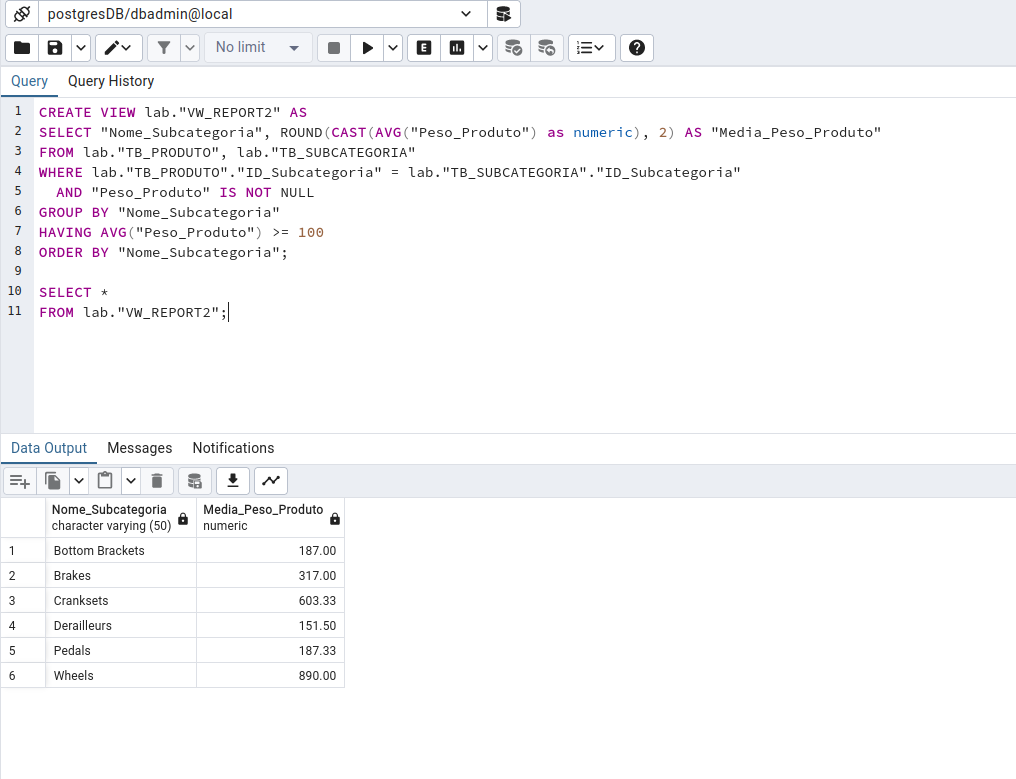 postgresDB/dbadmin@local
No limit
E
Query Query History
1 CREATE VIEW lab."VW_REPORT2" AS
2 SELECT "Nome_Subcategoria", ROUND(CAST(AVG("Peso_Produto") as numeric), 2) AS "Media_Peso_Produto"
3 FROM lab."TB_PRODUTO", lab."TB_SUBCATEGORIA"
4 WHERE lab."TB_PRODUTO"."ID_Subcategoria" = lab."TB_SUBCATEGORIA"."ID_Subcategoria"
5 AND "Peso_Produto" IS NOT NULL
6 GROUP BY "Nome_Subcategoria"
7 HAVING AVG("Peso_Produto") >= 100
8 ORDER BY "Nome_Subcategoria";
9
10 SELECT *
11 FROM lab."VW_REPORT2";
Data Output Messages Notifications
Nome_Subcategoria Media_Peso_Produto
character varying (50) numeric
1 Bottom Brackets 187.00
2 Brakes 317.00
3 Cranksets 603.33
4 Derailleurs 151.50
5 Pedals 187.33
6 Wheels 890.00